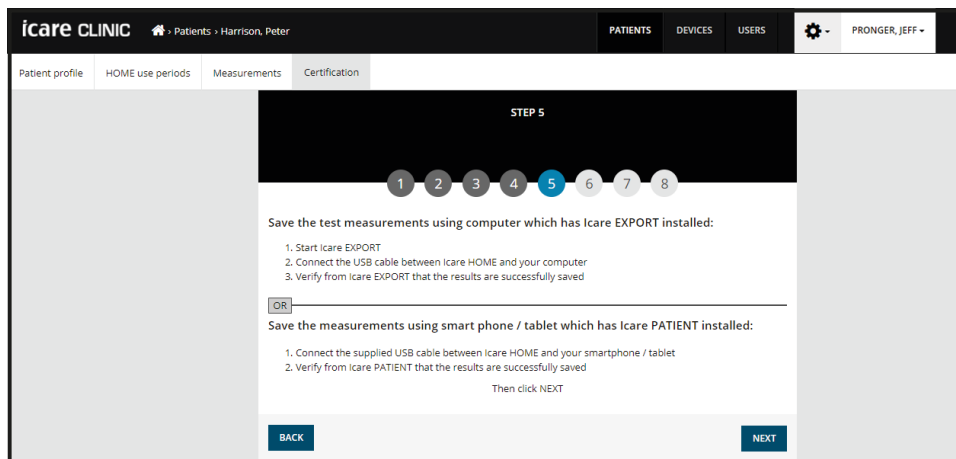 icare CLINIC › Patients › Harrison, Peter PATIENTS DEVICES USERS PRONGER, JEFF
Patient profile HOME use periods Measurements Certification
STEP 5
1 2 3 4 5 6 7 8
Save the test measurements using computer which has Icare EXPORT installed:
1. Start Icare EXPORT
2. Connect the USB cable between Icare HOME and your computer
3. Verify from Icare EXPORT that the results are successfully saved
OR
Save the measurements using smart phone / tablet which has Icare PATIENT installed:
1. Connect the supplied USB cable between Icare HOME and your smartphone / tablet
2. Verify from Icare PATIENT that the results are successfully saved
Then click NEXT
BACK NEXT